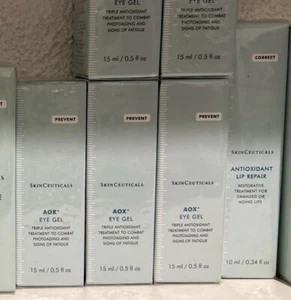 EYE GEL
TRIPLE ANTIOXIDANT
TREATMENT TO COMBAT
PHOTOAGING AND
SIGNS OF FATIGUE
15 ml / 0.5 fl oz
EYE GEL
TRIPLE ANTIOXIDANT
TREATMENT TO COMBAT
PHOTOAGING AND
SIGNS OF FATIGUE
15 ml / 0.5 fl oz
PREVENT
SKINCEUTICALS
AOX+
EYE GEL
TRIPLE ANTIOXIDANT
TREATMENT TO COMBAT
PHOTOAGING AND
SIGNS OF FATIGUE
15 ml / 0.5 fl oz
PREVENT
SKINCEUTICALS
AOX+
EYE GEL
TRIPLE ANTIOXIDANT
TREATMENT TO COMBAT
PHOTOAGING AND
SIGNS OF FATIGUE
15 ml / 0.5 fl oz
PREVENT
SKINCEUTICALS
AOX+
EYE GEL
TRIPLE ANTIOXIDANT
TREATMENT TO COMBAT
PHOTOAGING AND
SIGNS OF FATIGUE
15 ml / 0.5 fl oz
CORRECT
SKINCEUTICALS
ANTIOXIDANT
LIP REPAIR
RESTORATIVE
TREATMENT FOR
DAMAGED OR
AGING LIPS
10 ml / 0.34 fl oz